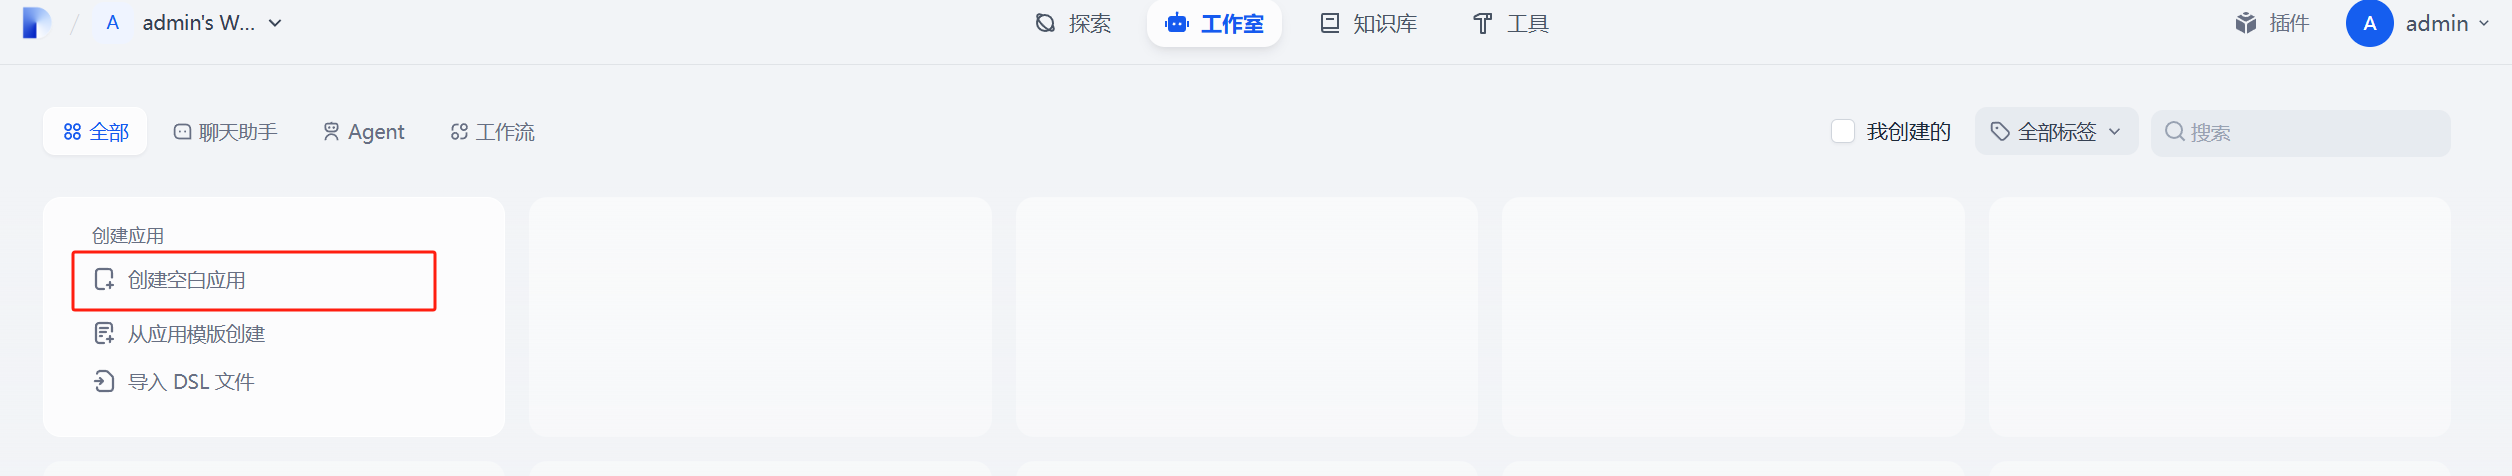 A admin's W... 探索 工作室 知识库 工具 插件 A admin
全部 聊天助手 Agent 工作流 我创建的 全部标签 搜索
创建应用
创建空白应用
从应用模版创建
导入 DSL 文件